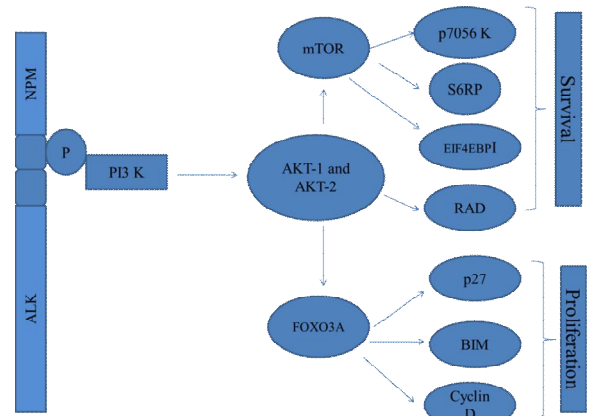 NPM
P
PI3 K
ALK
AKT-1 and
AKT-2
mTOR
p7056 K
S6RP
EIF4EBPI
RAD
Survival
FOXO3A
p27
BIM
Cyclin
D
Proliferation